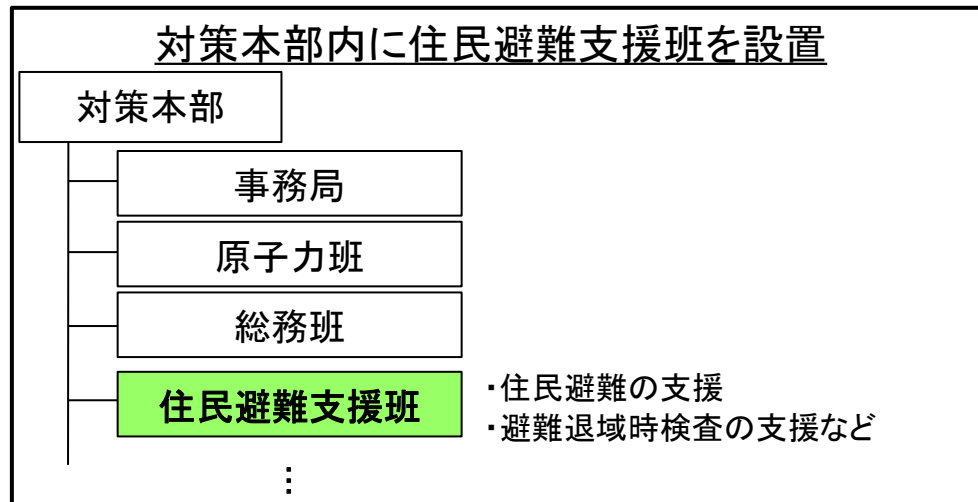 対策本部内に住民避難支援班を設置
対策本部
事務局
原子力班
総務班
住民避難支援班
・住民避難の支援
・避難退域時検査の支援など
⋮